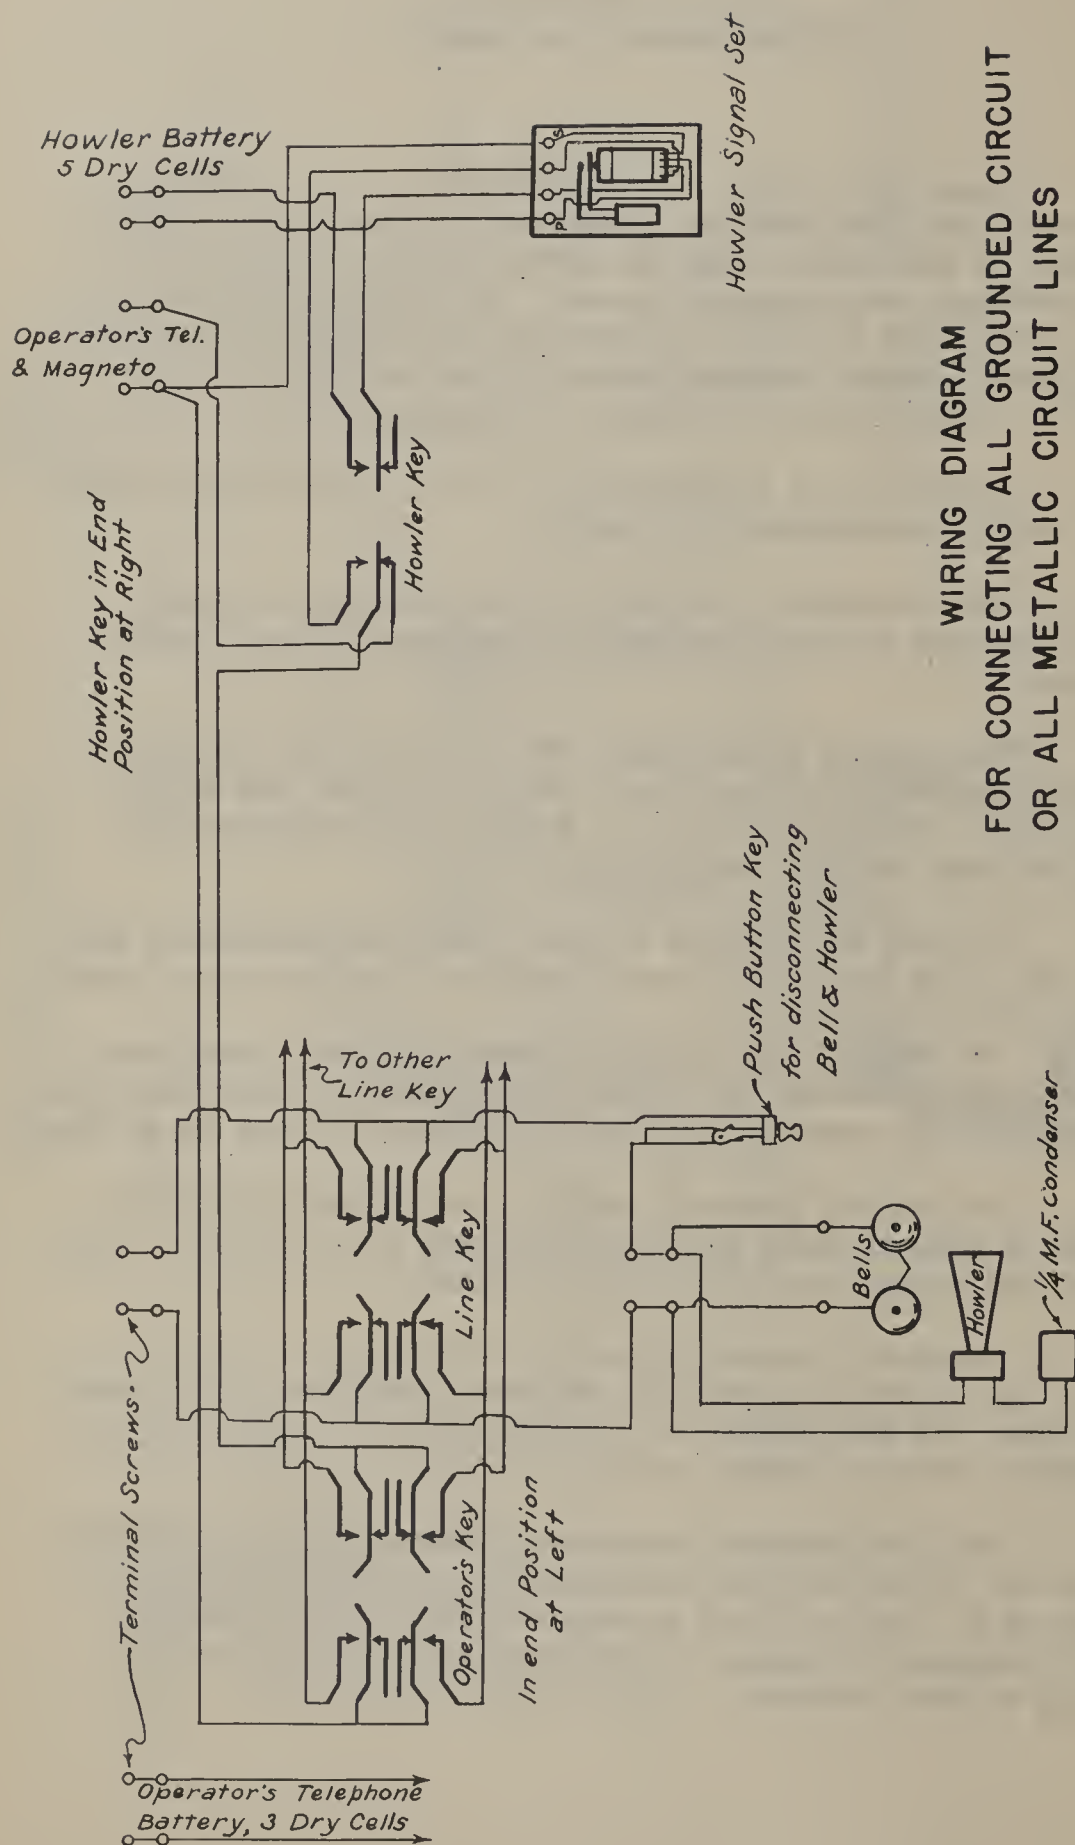 Howler Battery
5 Dry Cells
Operator's Tel.
& Magneto
Howler Key in End
Position at Right
Howler Key
S
P
Howler Signal Set
WIRING DIAGRAM
FOR CONNECTING ALL GROUNDED CIRCUIT
OR ALL METALLIC CIRCUIT LINES
To Other
Line Key
Push Button Key
for disconnecting
Bell & Howler
Terminal Screws.
Line Key
Operator's Key
In end Position
at Left
Bells
Howler
1/4 M.F. Condenser
Operator's Telephone
Battery, 3 Dry Cells